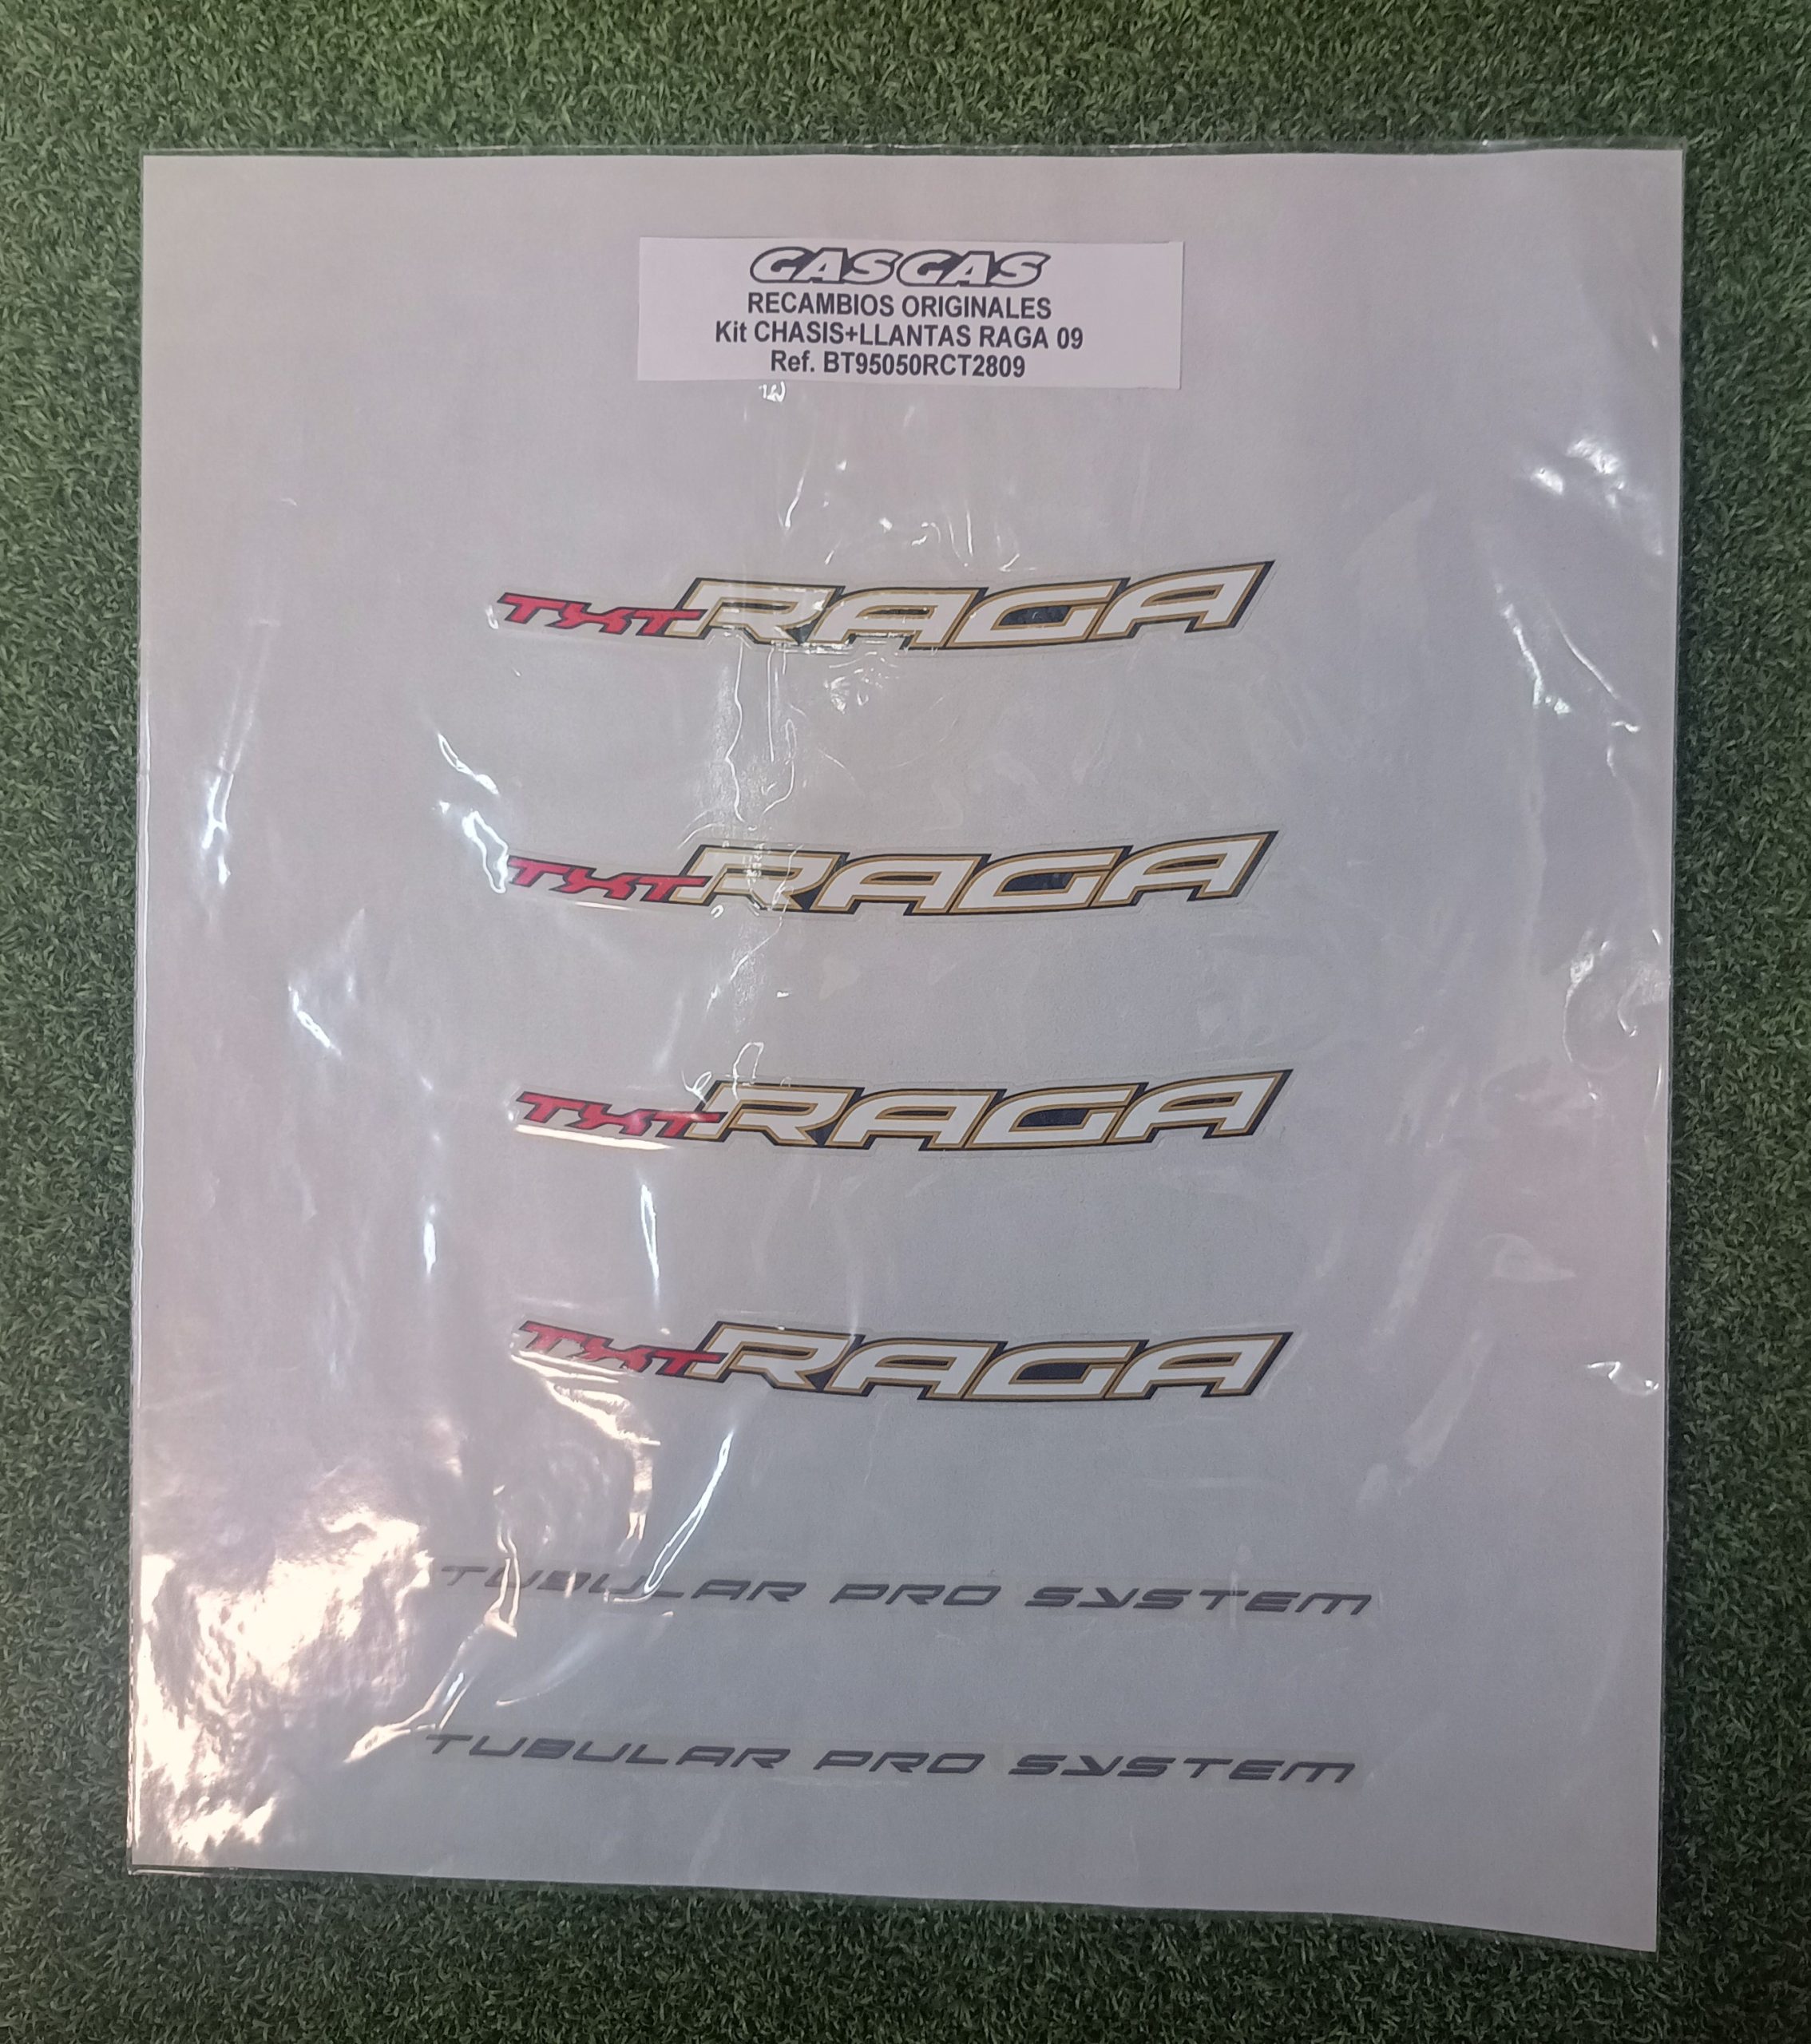 GAS GAS
RECAMBIOS ORIGINALES
Kit CHASIS+LLANTAS RAGA 09
Ref. BT95050RCT2809
TXT RAGA
TXT RAGA
TXT RAGA
TXT RAGA
TUBULAR PRO SYSTEM
TUBULAR PRO SYSTEM